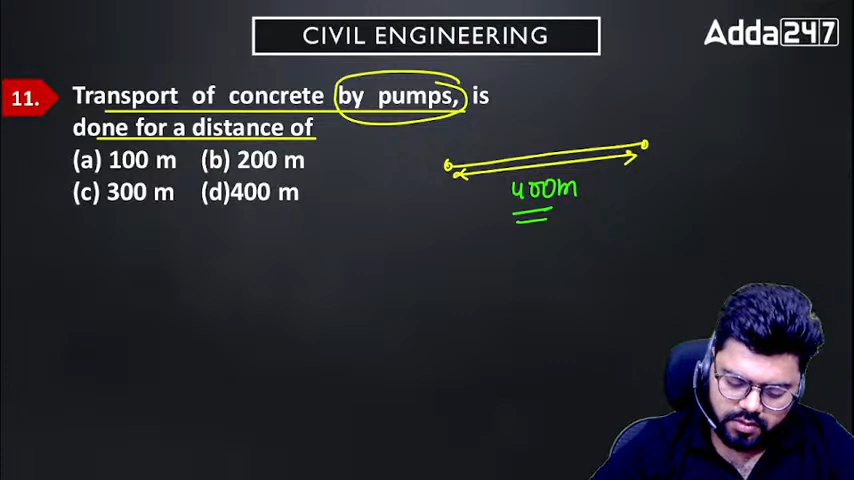 CIVIL ENGINEERING
Adda247
11.
Transport of concrete by pumps, is
done for a distance of
(a) 100 m (b) 200 m
(c) 300 m (d)400 m
400m